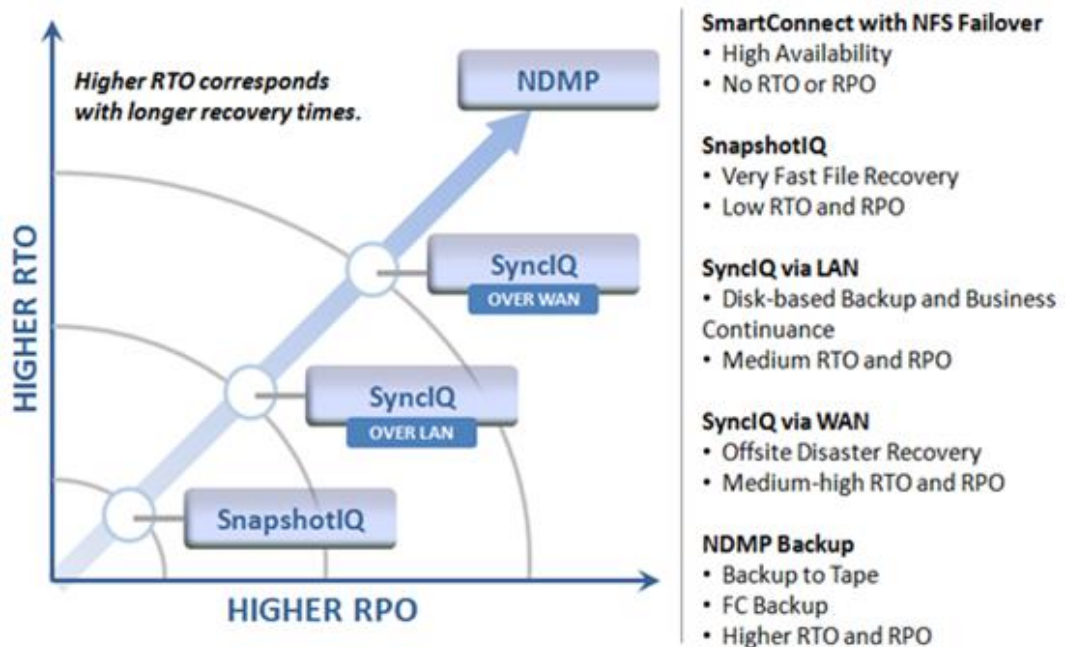 Higher RTO corresponds
with longer recovery times.
NDMP
SyncIQ
OVER WAN
SyncIQ
OVER LAN
SnapshotIQ
HIGHER RTO
HIGHER RPO
SmartConnect with NFS Failover
• High Availability
• No RTO or RPO
SnapshotIQ
• Very Fast File Recovery
• Low RTO and RPO
SyncIQ via LAN
• Disk-based Backup and Business
Continuance
• Medium RTO and RPO
SyncIQ via WAN
• Offsite Disaster Recovery
• Medium-high RTO and RPO
NDMP Backup
• Backup to Tape
• FC Backup
• Higher RTO and RPO